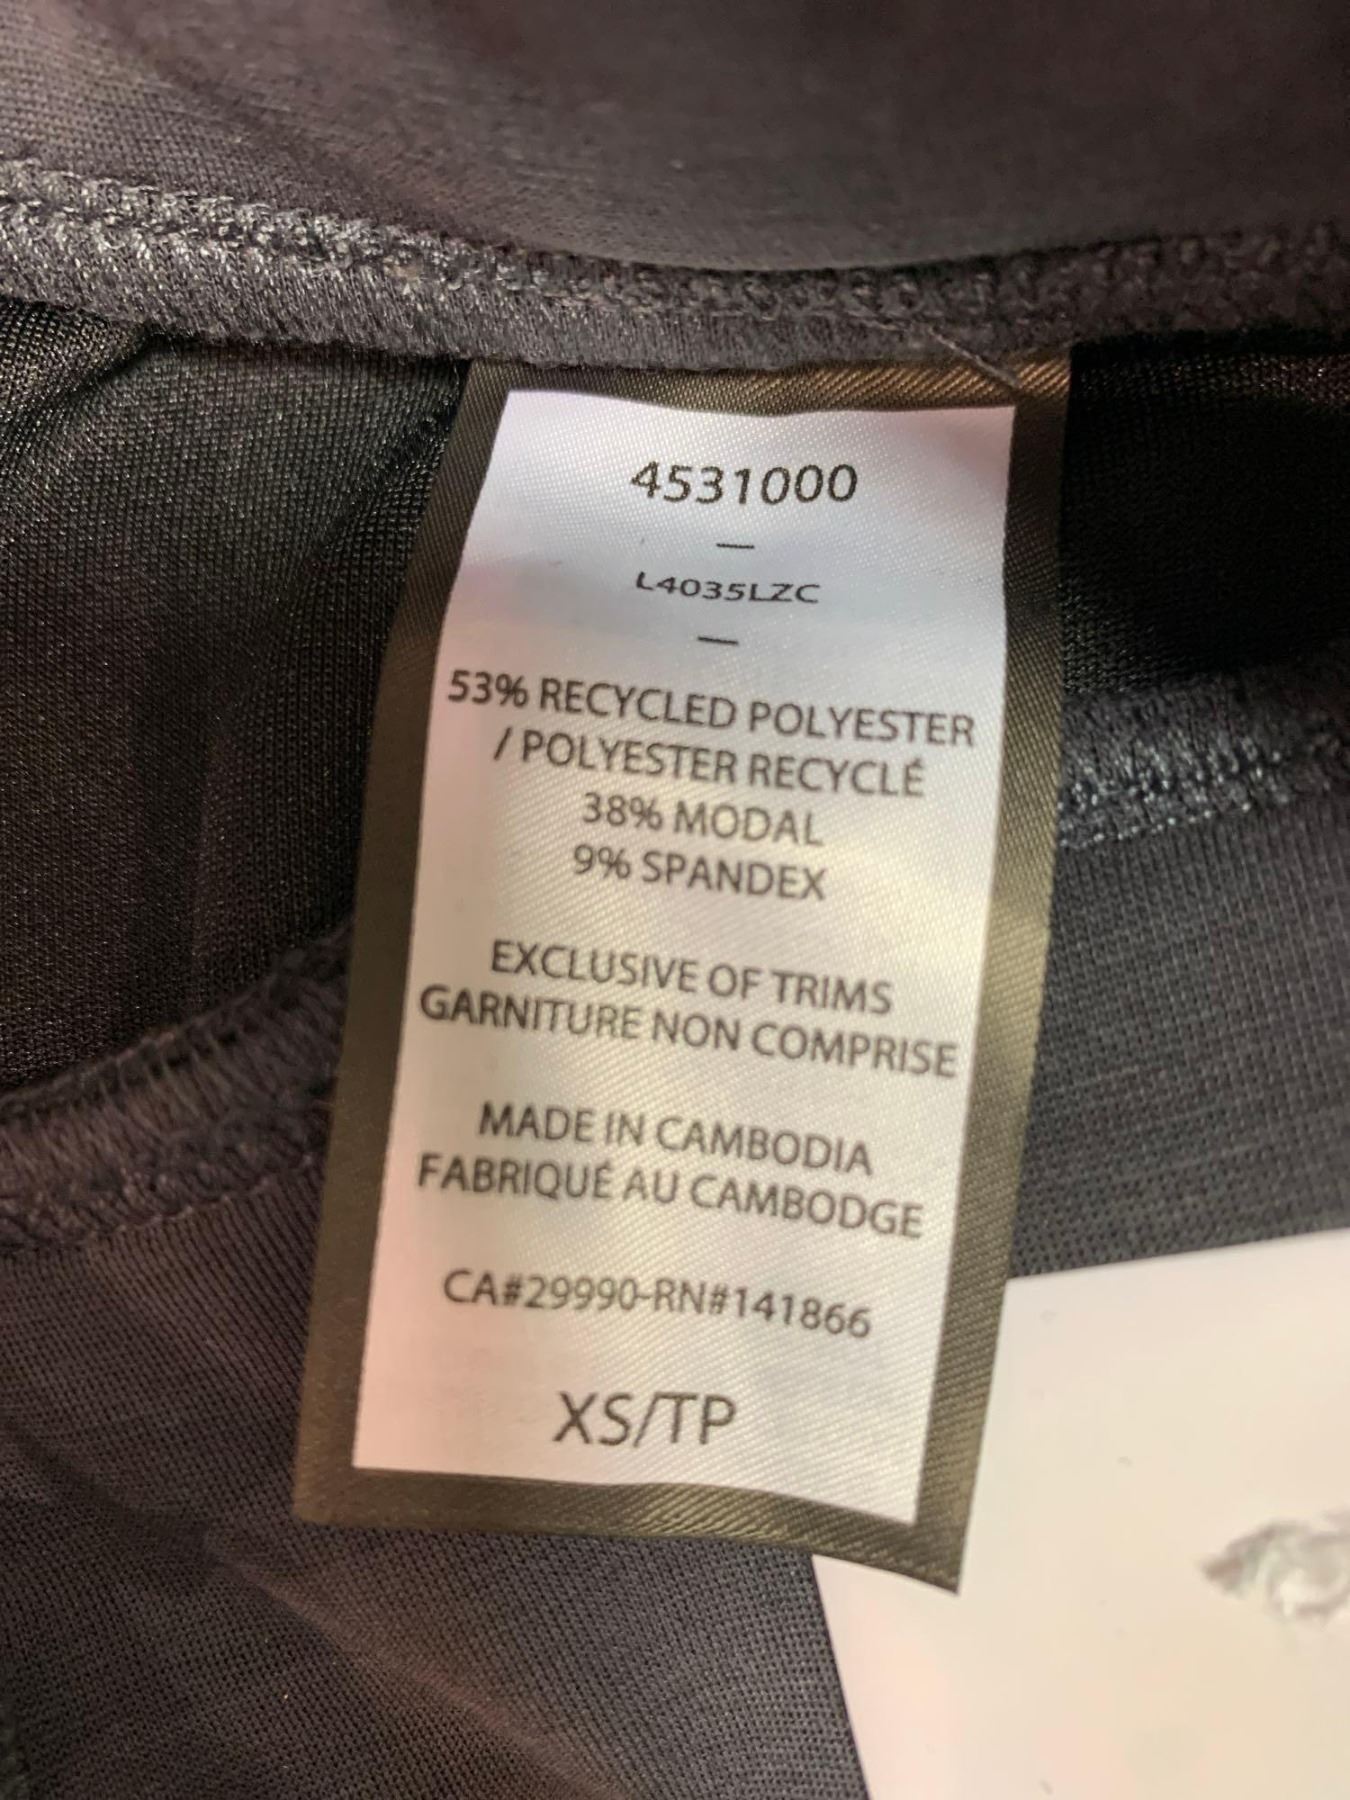 4531000
—
L4035LZC
—
53% RECYCLED POLYESTER
/ POLYESTER RECYCLÉ
38% MODAL
9% SPANDEX
EXCLUSIVE OF TRIMS
GARNITURE NON COMPRISE
MADE IN CAMBODIA
FABRIQUÉ AU CAMBODGE
CA#29990-RN#141866
XS/TP